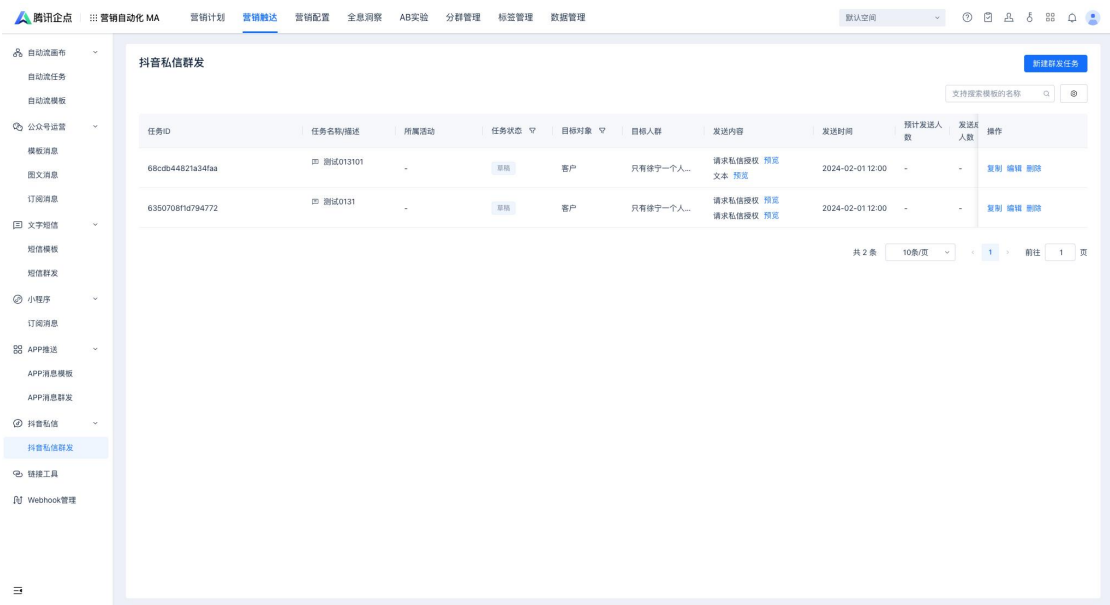 腾讯企点 营销自动化 MA 营销计划 营销触达 营销配置 全息洞察 AB实验 分群管理 标签管理 数据管理 默认空间
自动流画布
自动流任务
自动流模板
公众号运营
模板消息
图文消息
订阅消息
文字短信
短信模板
短信群发
小程序
订阅消息
APP推送
APP消息模板
APP消息群发
抖音私信
抖音私信群发
链接工具
Webhook管理
抖音私信群发 新建群发任务
支持搜索模板的名称
任务ID 任务名称/描述 所属活动 任务状态 目标对象 目标人群 发送内容 发送时间 预计发送人数 发送成人数 操作
68cdb44821a34faa 测试013101 - 草稿 客户 只有徐宁一个人... 请求私信授权 预览 2024-02-01 12:00 - - 复制 编辑 删除
文本 预览
6350708f1d794772 测试0131 - 草稿 客户 只有徐宁一个人... 请求私信授权 预览 2024-02-01 12:00 - - 复制 编辑 删除
请求私信授权 预览
共 2 条 10条/页 1 前往 1 页